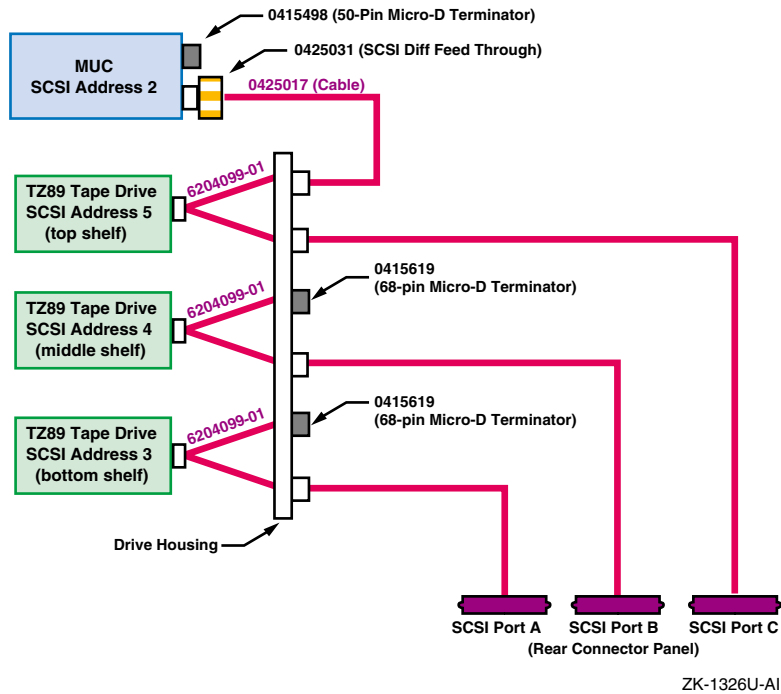 0415498 (50-Pin Micro-D Terminator)
0425031 (SCSI Diff Feed Through)
MUC
SCSI Address 2
0425017 (Cable)
6204099-01
TZ89 Tape Drive
SCSI Address 5
(top shelf)
0415619
(68-pin Micro-D Terminator)
6204099-01
TZ89 Tape Drive
SCSI Address 4
(middle shelf)
0415619
(68-pin Micro-D Terminator)
6204099-01
TZ89 Tape Drive
SCSI Address 3
(bottom shelf)
Drive Housing
SCSI Port A
SCSI Port B
SCSI Port C
(Rear Connector Panel)
ZK-1326U-AI